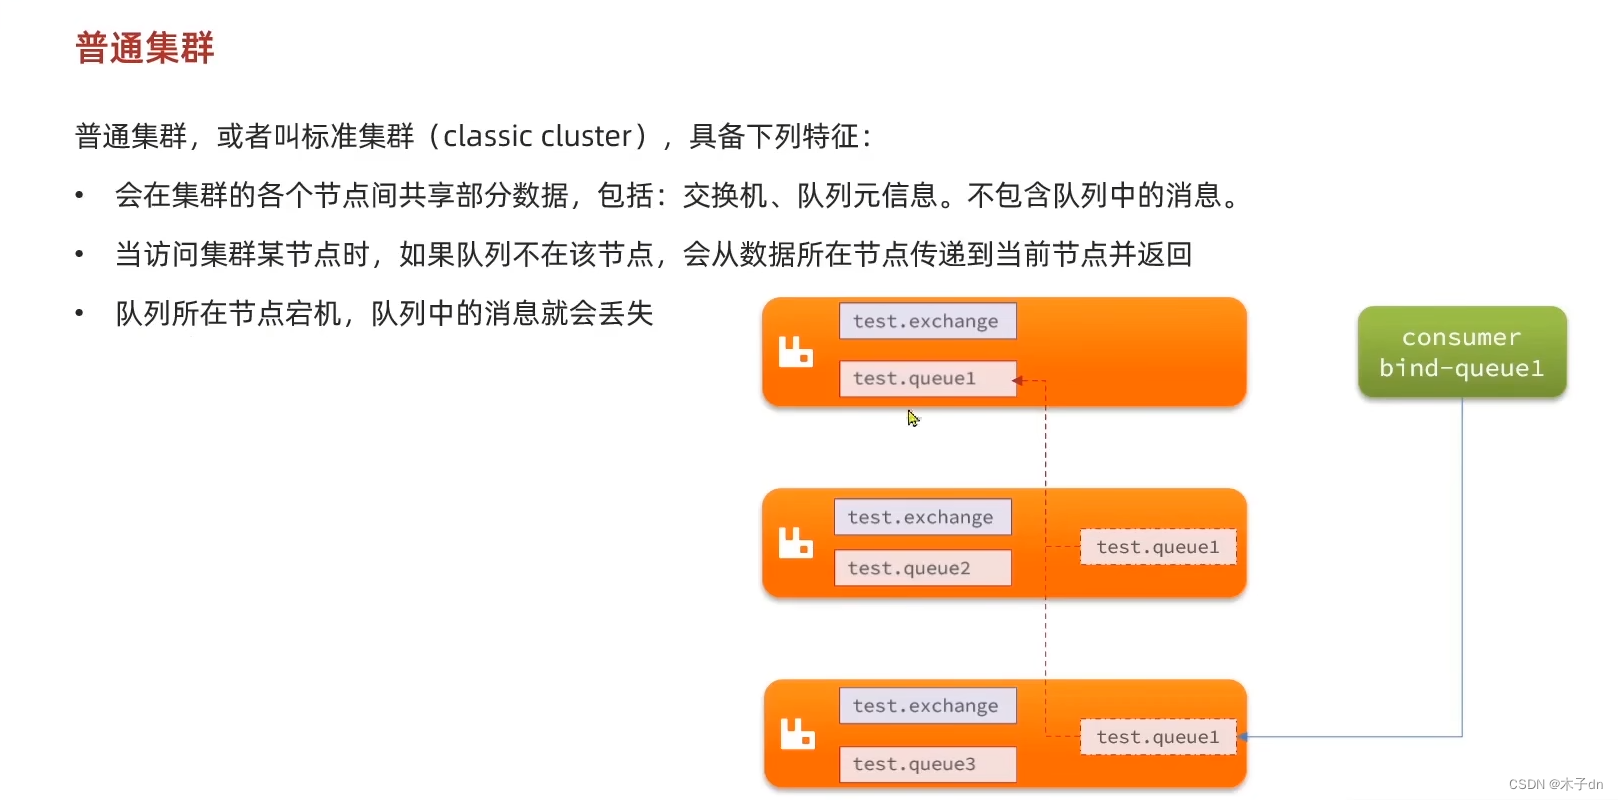 普通集群
普通集群，或者叫标准集群（classic cluster），具备下列特征：
• 会在集群的各个节点间共享部分数据，包括：交换机、队列元信息。不包含队列中的消息。
• 当访问集群某节点时，如果队列不在该节点，会从数据所在节点传递到当前节点并返回
• 队列所在节点宕机，队列中的消息就会丢失
test.exchange
test.queue1
consumer
bind-queue1
test.exchange
test.queue2
test.queue1
test.exchange
test.queue3
test.queue1
CSDN @木子dn